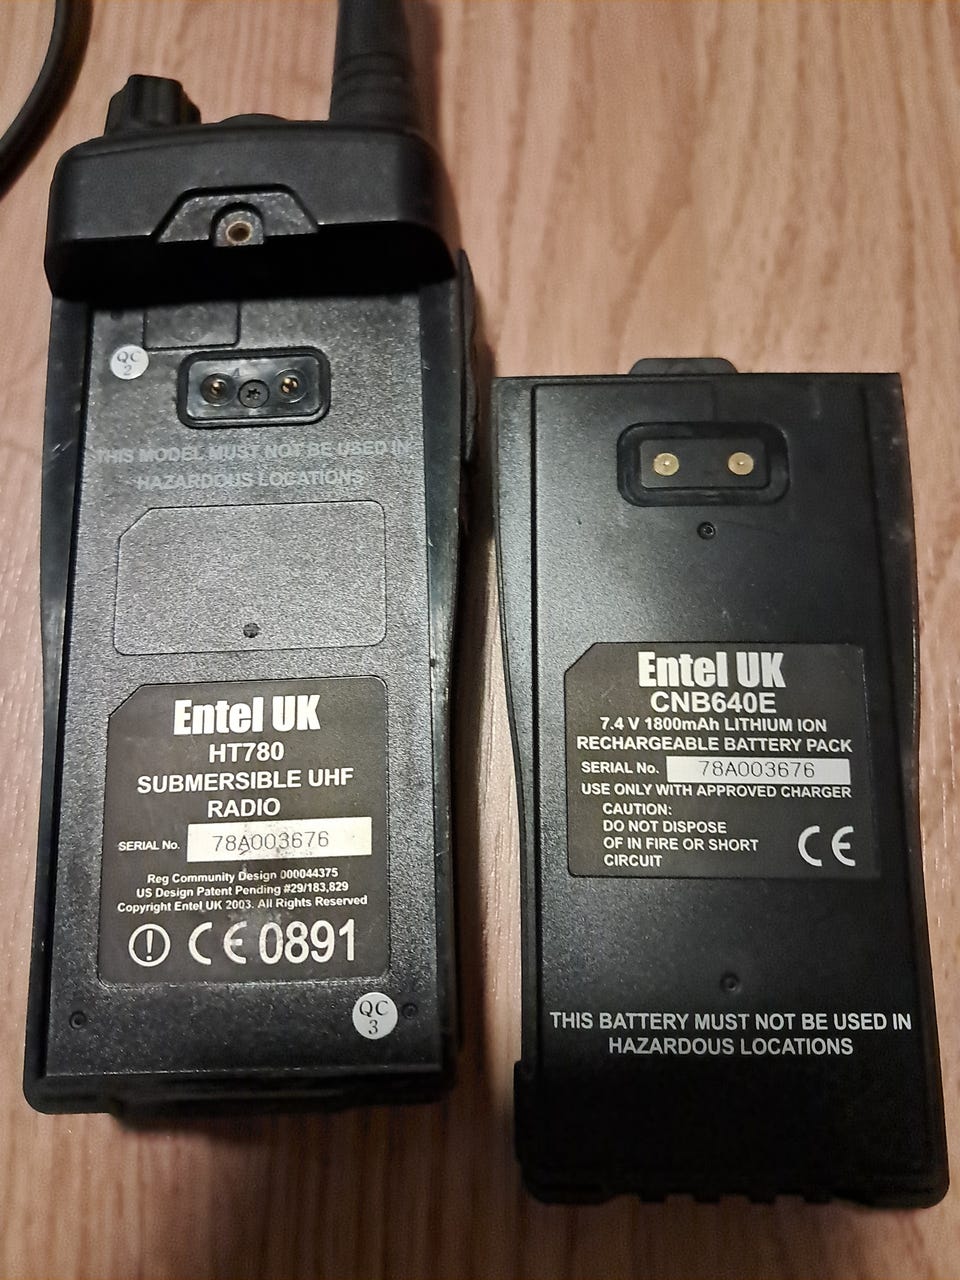 QC
2
THIS MODEL MUST NOT BE USED IN
HAZARDOUS LOCATIONS
Entel UK
HT780
SUBMERSIBLE UHF
RADIO
SERIAL No. 78A003676
Reg Community Design 000044375
US Design Patent Pending #29/183,829
Copyright Entel UK 2003. All Rights Reserved
CE 0891
QC
3
Entel UK
CNB640E
7.4 V 1800mAh LITHIUM ION
RECHARGEABLE BATTERY PACK
SERIAL No. 78A003676
USE ONLY WITH APPROVED CHARGER
CAUTION:
DO NOT DISPOSE
OF IN FIRE OR SHORT
CIRCUIT
CE
THIS BATTERY MUST NOT BE USED IN
HAZARDOUS LOCATIONS